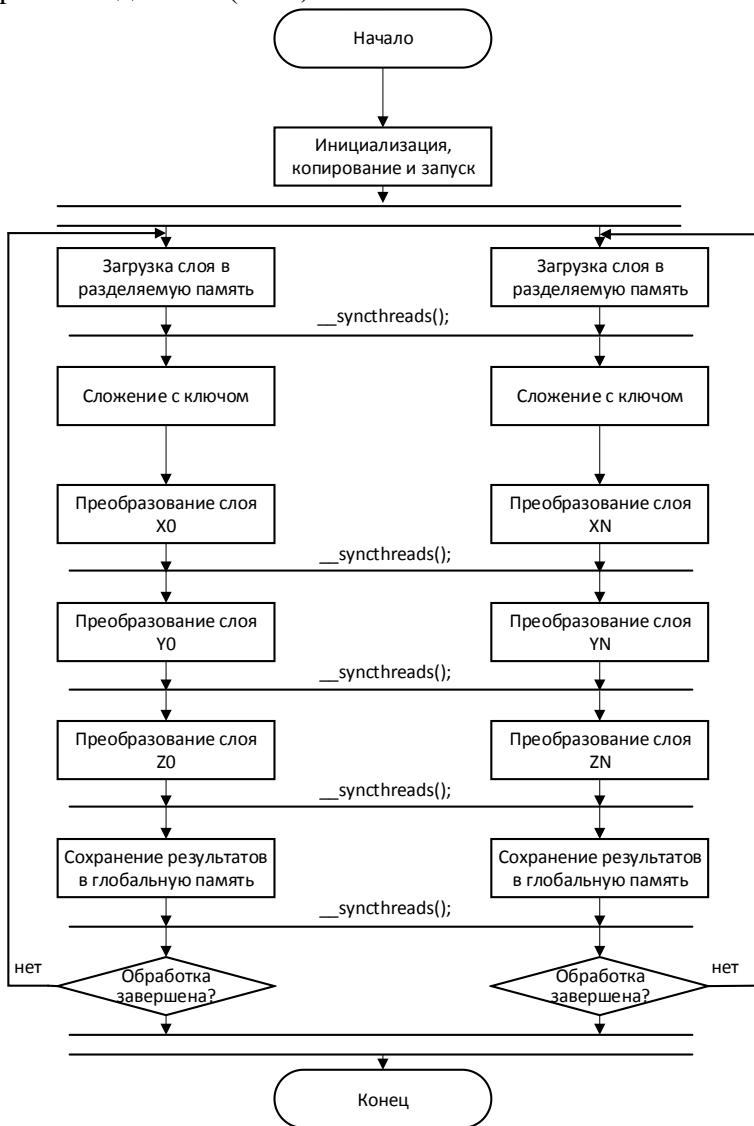 Начало
Инициализация,
копирование и запуск
Загрузка слоя в
разделяемую память
Загрузка слоя в
разделяемую память
__syncthreads();
Сложение с ключом
Сложение с ключом
Преобразование слоя
X0
Преобразование слоя
XN
__syncthreads();
Преобразование слоя
Y0
Преобразование слоя
YN
__syncthreads();
Преобразование слоя
Z0
Преобразование слоя
ZN
__syncthreads();
Сохранение результатов
в глобальную память
Сохранение результатов
в глобальную память
__syncthreads();
нет
Обработка
завершена?
Обработка
завершена?
нет
Конец